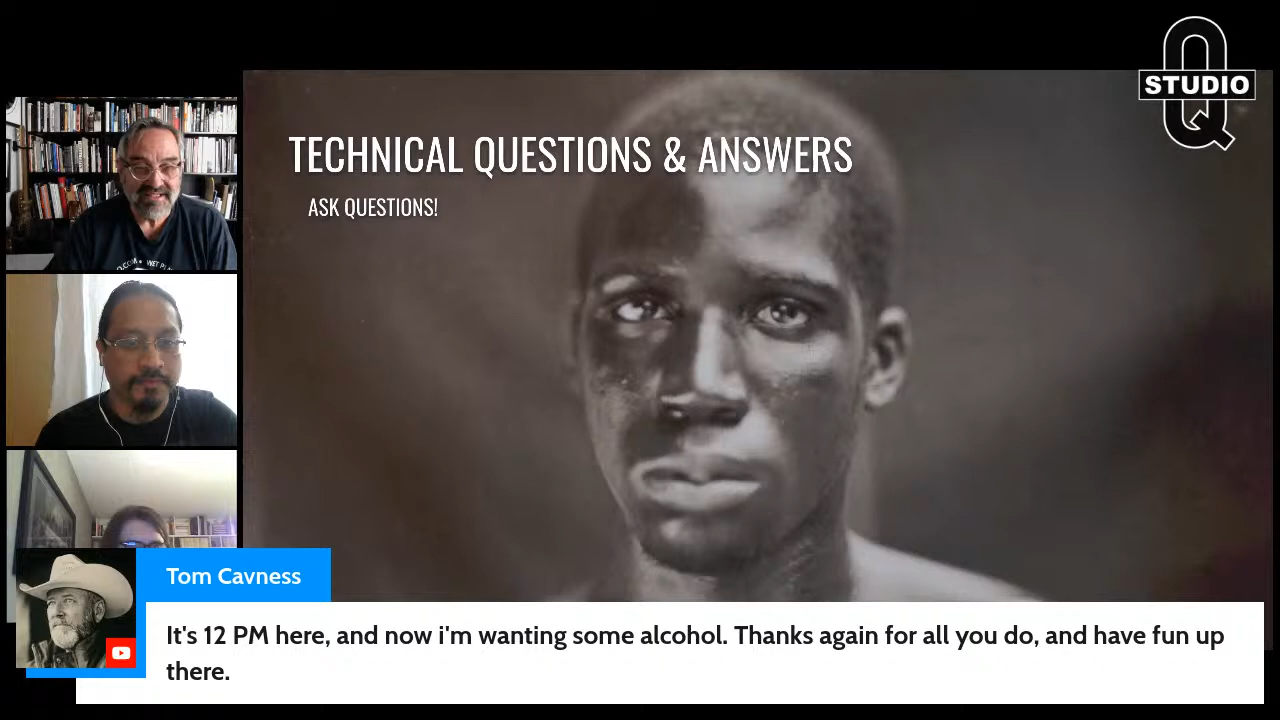 STUDIO
Q
TECHNICAL QUESTIONS & ANSWERS
ASK QUESTIONS!
Tom Cavness
It's 12 PM here, and now i'm wanting some alcohol. Thanks again for all you do, and have fun up
there.